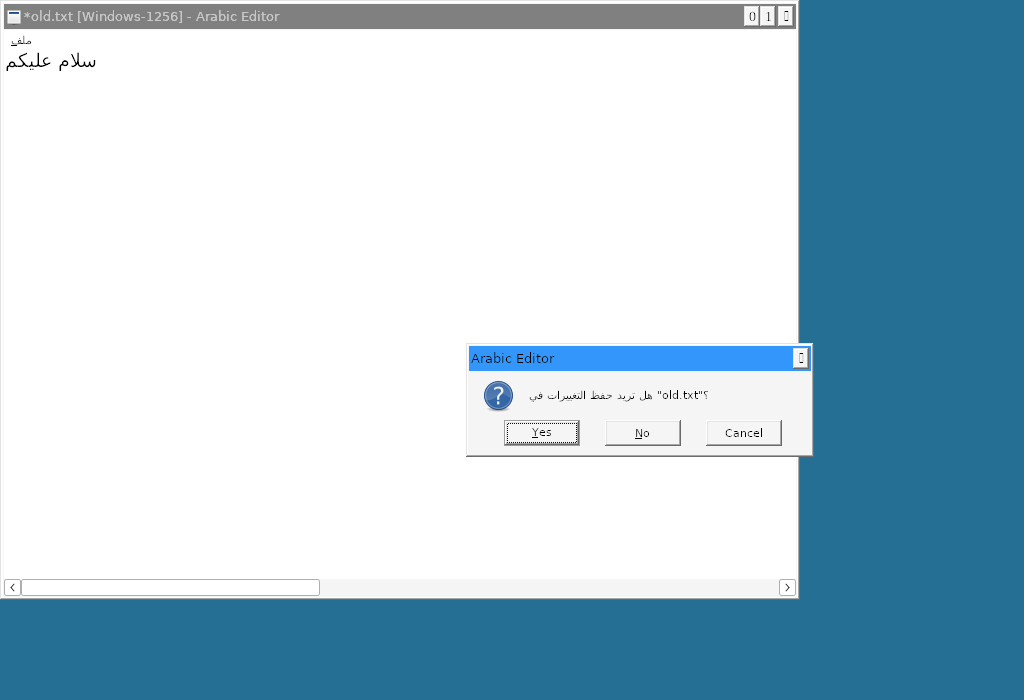 *old.txt [Windows-1256] - Arabic Editor
ملف
سلام عليكم
Arabic Editor
هل تريد حفظ التغييرات في "old.txt"؟
Yes
No
Cancel